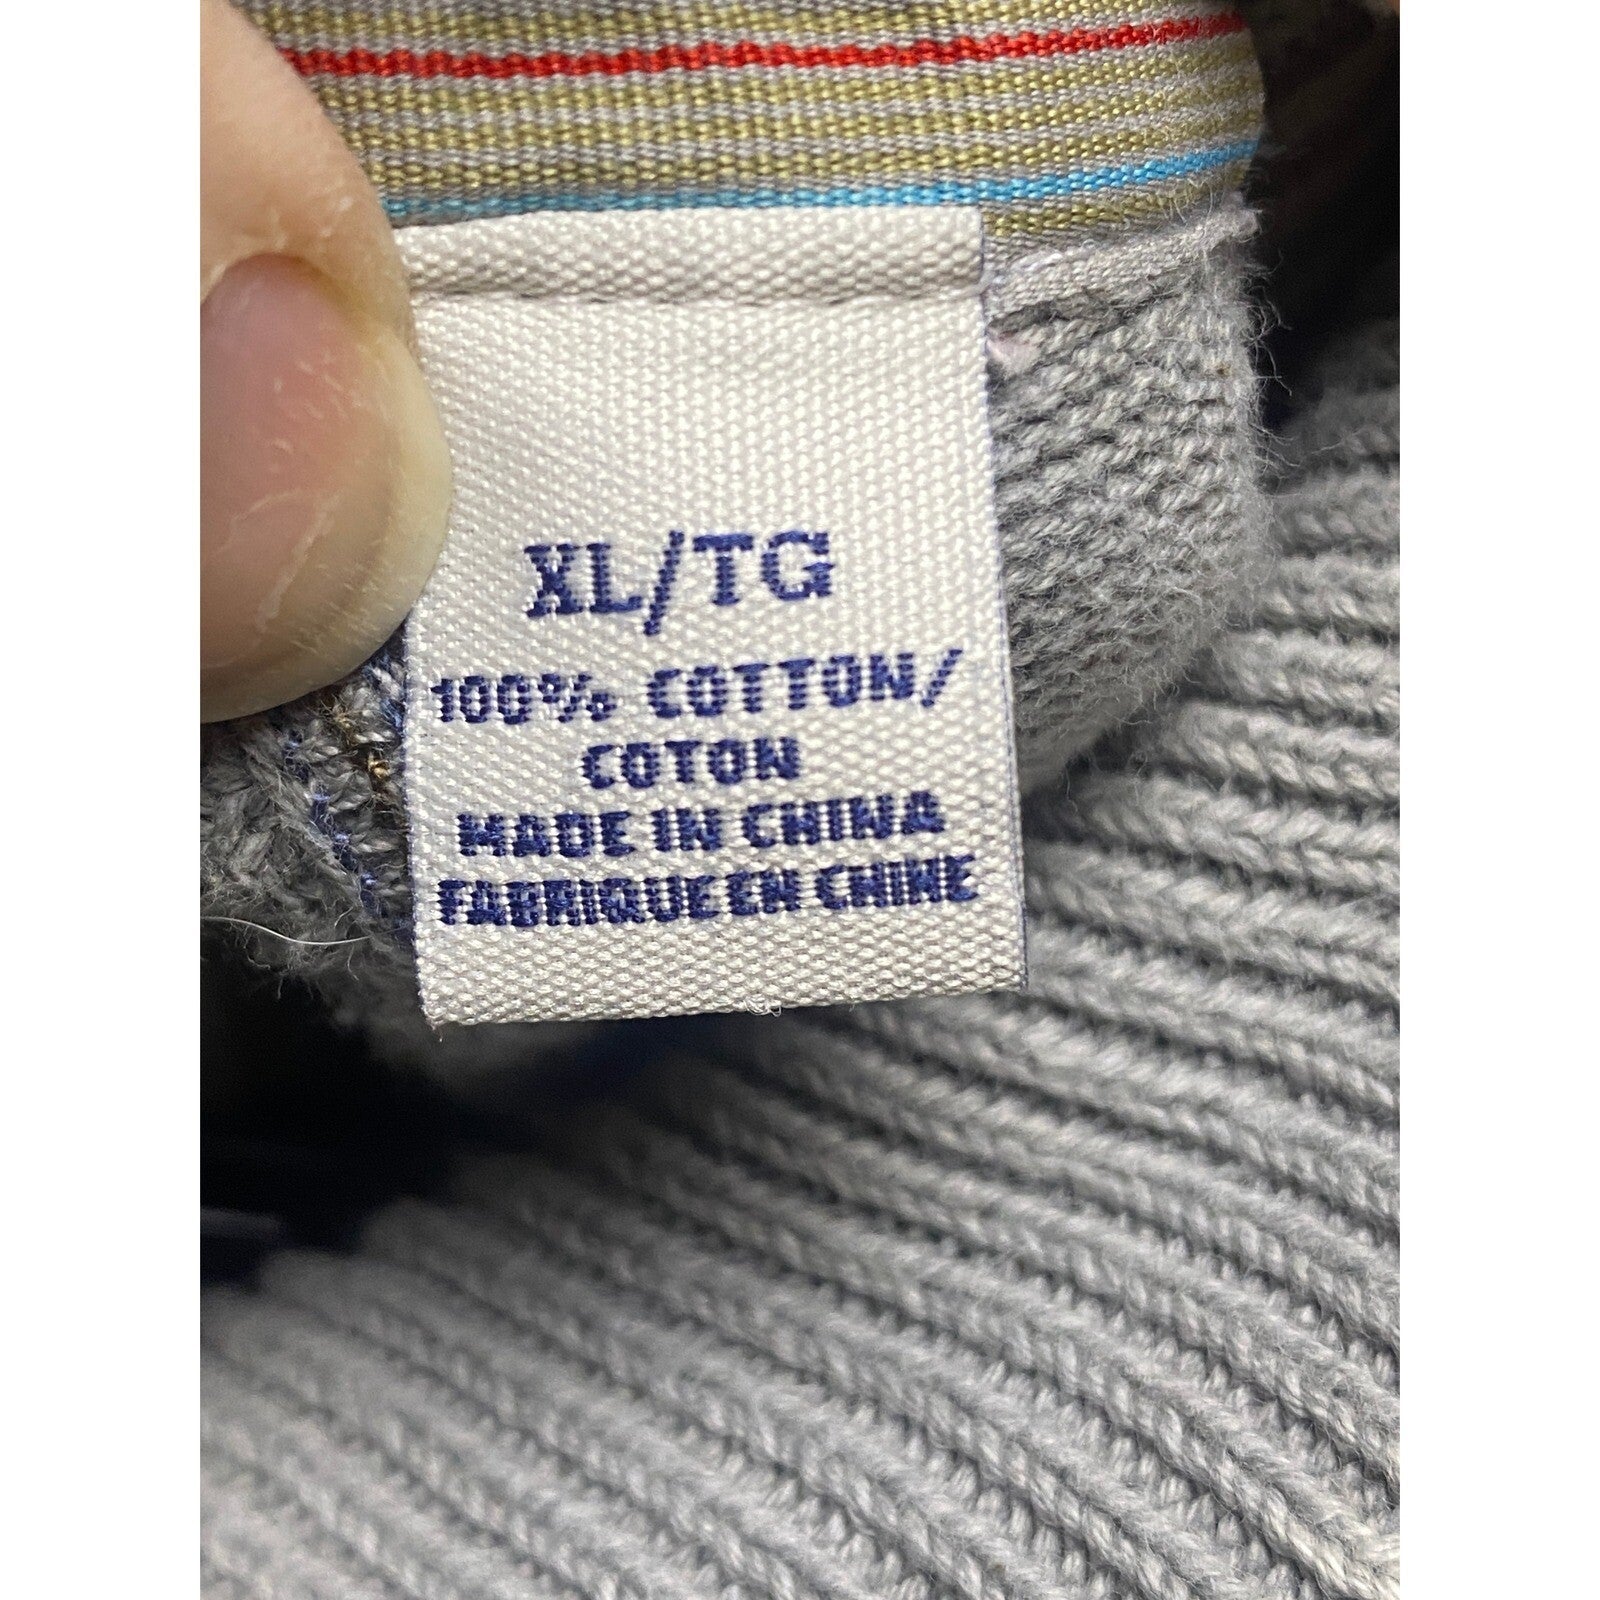 XL/TG
100% COTTON/
COTON
MADE IN CHINA
FABRIQUE EN CHINE